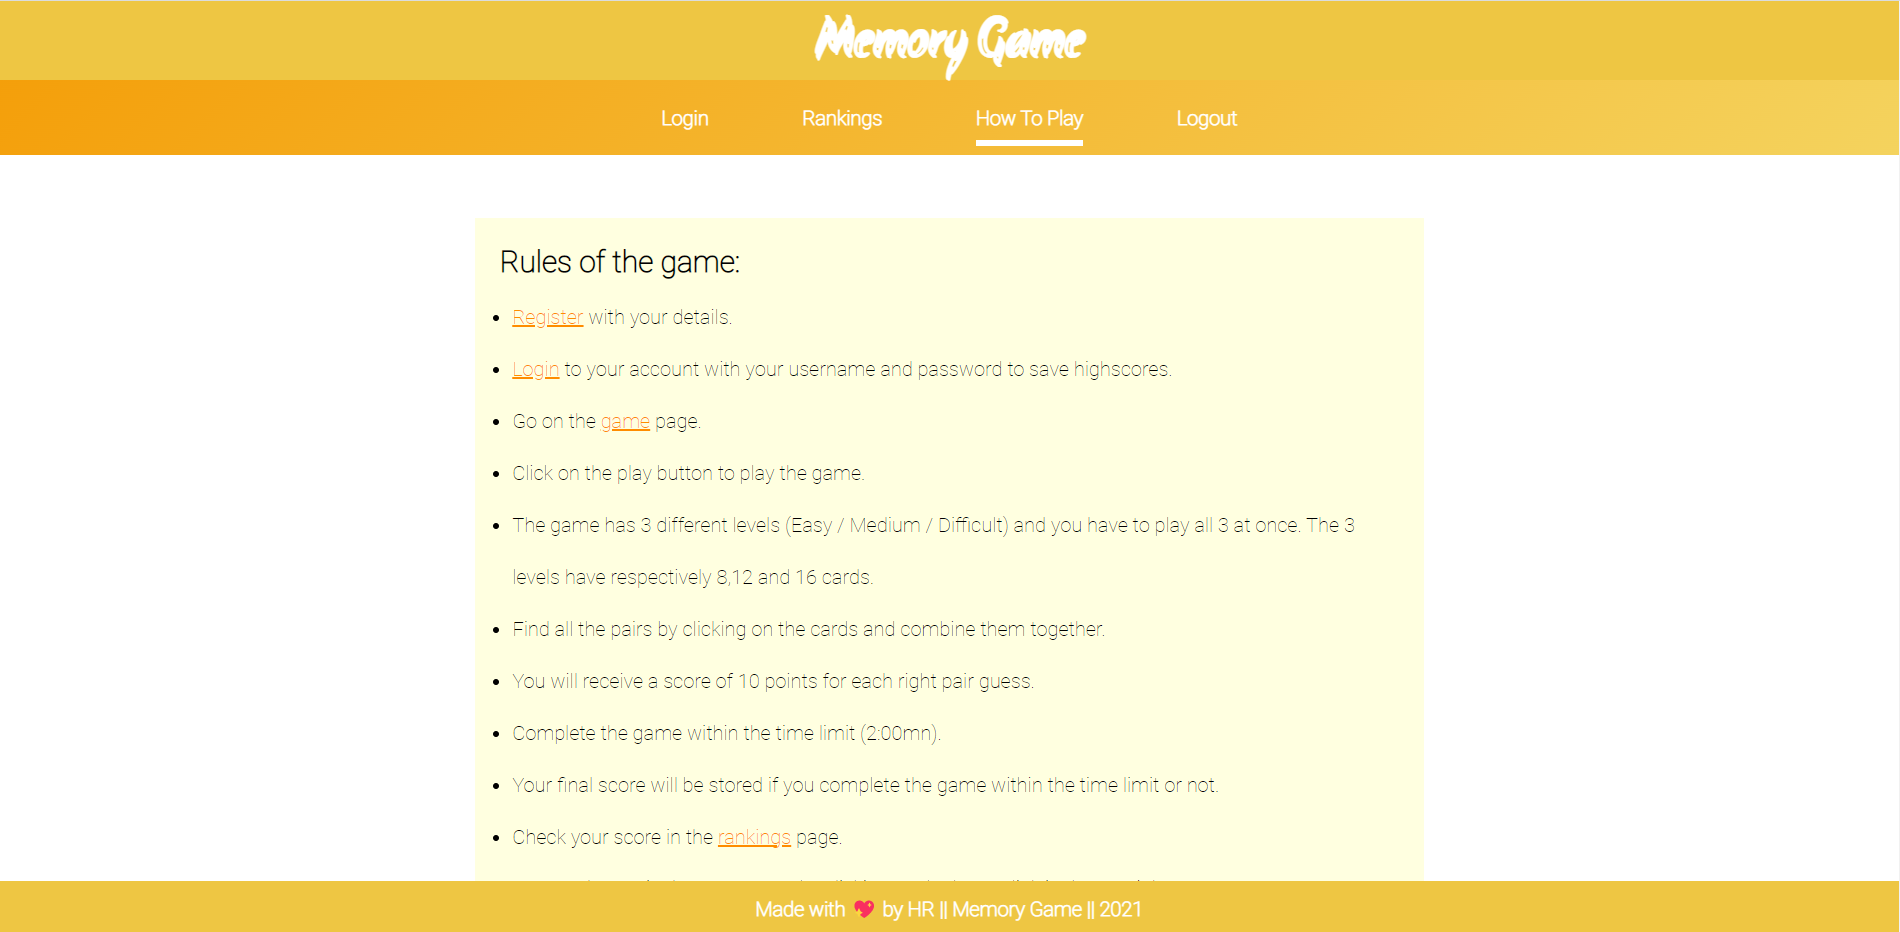 Memory Game
Login Rankings How To Play Logout
Rules of the game:
Register with your details.
Login to your account with your username and password to save highscores.
Go on the game page.
Click on the play button to play the game.
The game has 3 different levels (Easy / Medium / Difficult) and you have to play all 3 at once. The 3
levels have respectively 8,12 and 16 cards.
Find all the pairs by clicking on the cards and combine them together.
You will receive a score of 10 points for each right pair guess.
Complete the game within the time limit (2:00mn).
Your final score will be stored if you complete the game within the time limit or not.
Check your score in the rankings page.
Made with 💖 by HR || Memory Game || 2021